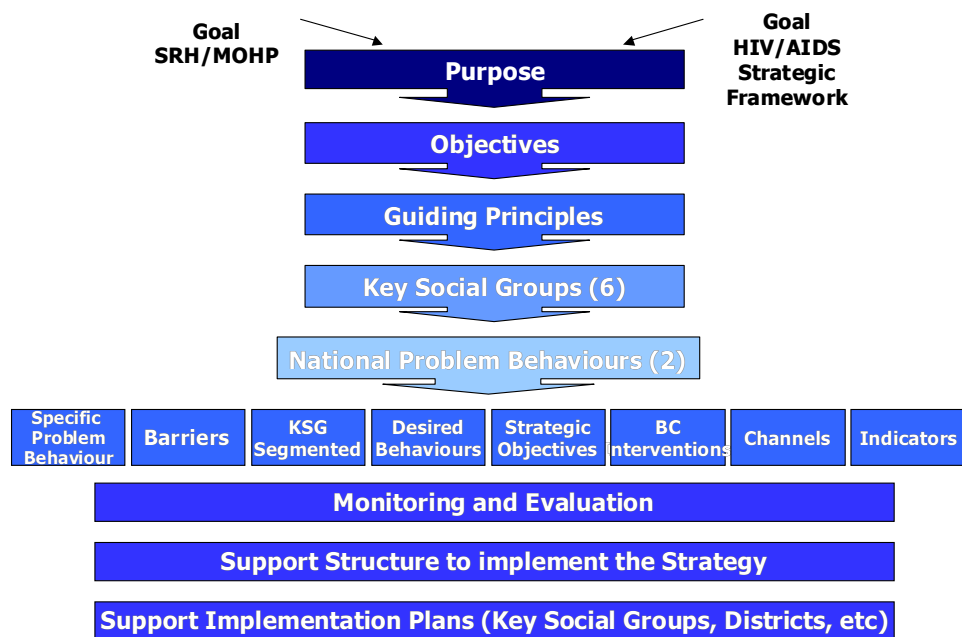 Goal
SRH/MOHP
Goal
HIV/AIDS
Strategic
Framework
Purpose
Objectives
Guiding Principles
Key Social Groups (6)
National Problem Behaviours (2)
Specific
Problem
Behaviour
Barriers
KSG
Segmented
Desired
Behaviours
Strategic
Objectives
BC
Interventions
Channels
Indicators
Monitoring and Evaluation
Support Structure to implement the Strategy
Support Implementation Plans (Key Social Groups, Districts, etc)